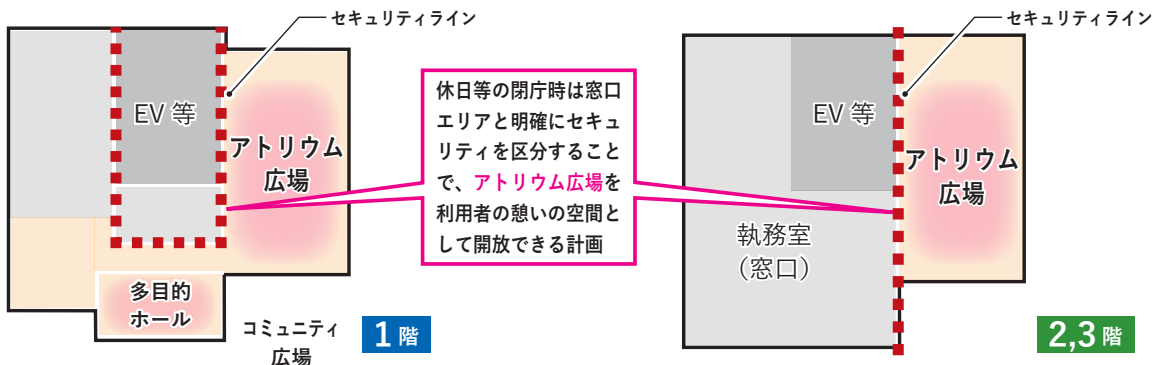 セキュリティライン
EV 等
アトリウム
広場
多目的
ホール
コミュニティ
広場
1階
休日等の閉庁時は窓口
エリアと明確にセキュ
リティを区分すること
で、アトリウム広場を
利用者の憩いの空間と
して開放できる計画
セキュリティライン
EV 等
アトリウム
広場
執務室
（窓口）
2,3階